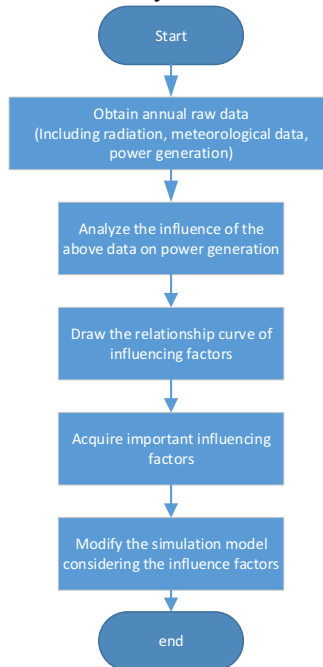 Start
Obtain annual raw data
(Including radiation, meteorological data,
power generation)
Analyze the influence of the
above data on power generation
Draw the relationship curve of
influencing factors
Acquire important influencing
factors
Modify the simulation model
considering the influence factors
end